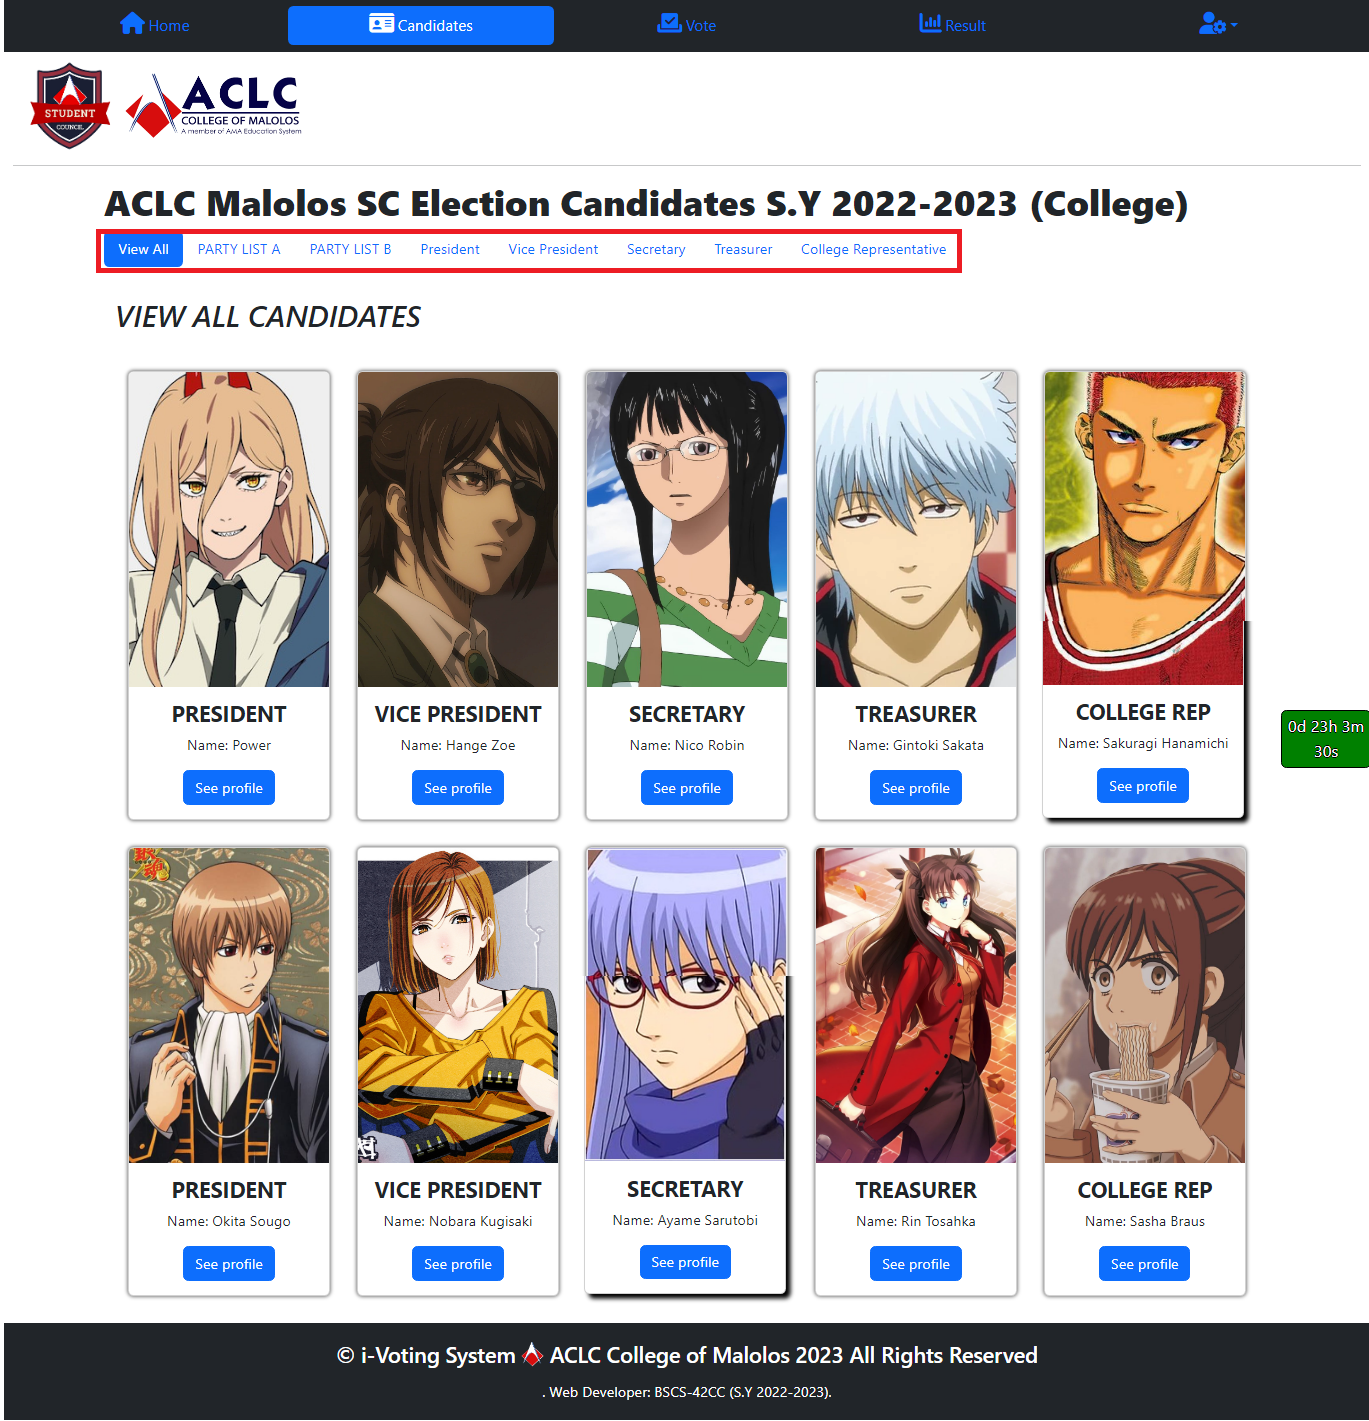 Home Candidates Vote Result
STUDENT
COUNCIL
ACLC
COLLEGE OF MALOLOS
A member of AMA Education System
ACLC Malolos SC Election Candidates S.Y 2022-2023 (College)
View All PARTY LIST A PARTY LIST B President Vice President Secretary Treasurer College Representative
VIEW ALL CANDIDATES
PRESIDENT
Name: Power
See profile
VICE PRESIDENT
Name: Hange Zoe
See profile
SECRETARY
Name: Nico Robin
See profile
TREASURER
Name: Gintoki Sakata
See profile
COLLEGE REP
Name: Sakuragi Hanamichi
See profile
0d 23h 3m
30s
PRESIDENT
Name: Okita Sougo
See profile
VICE PRESIDENT
Name: Nobara Kugisaki
See profile
SECRETARY
Name: Ayame Sarutobi
See profile
TREASURER
Name: Rin Tosahka
See profile
COLLEGE REP
Name: Sasha Braus
See profile
© i-Voting System ACLC College of Malolos 2023 All Rights Reserved
. Web Developer: BSCS-42CC (S.Y 2022-2023).